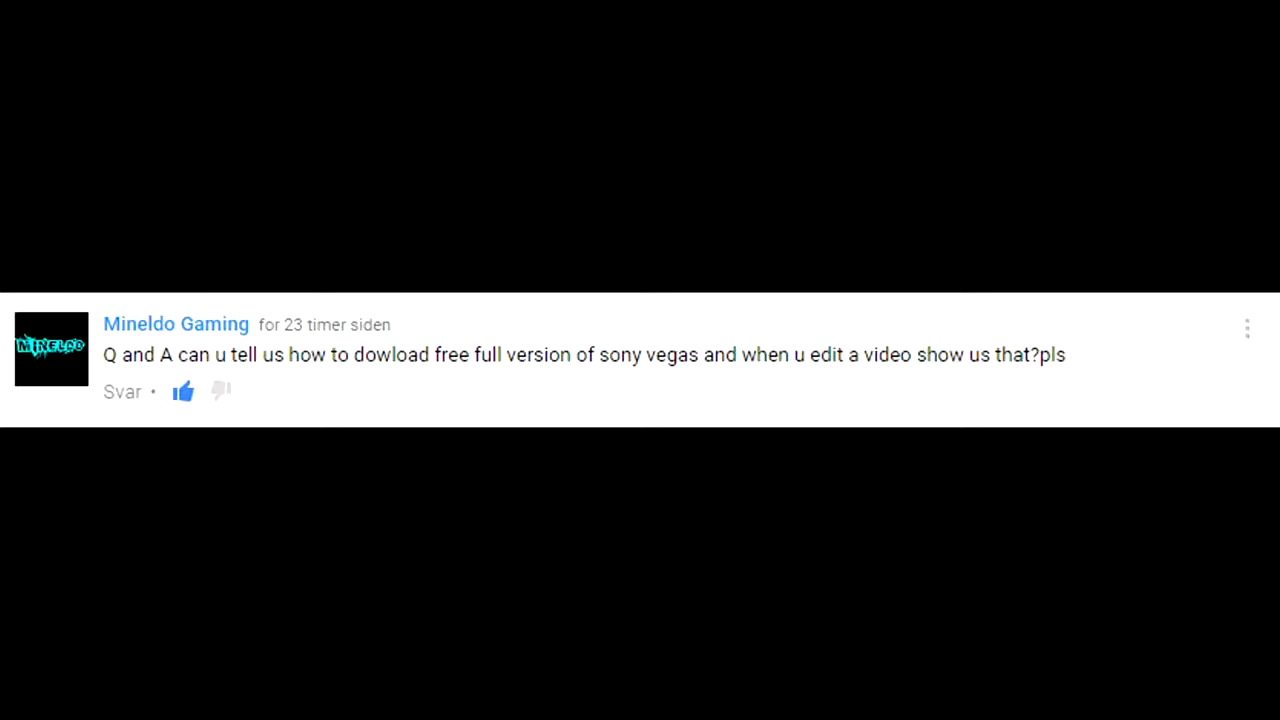 Mineldo Gaming for 23 timer siden
MINELDO
Q and A can u tell us how to dowload free full version of sony vegas and when u edit a video show us that?pls
Svar •